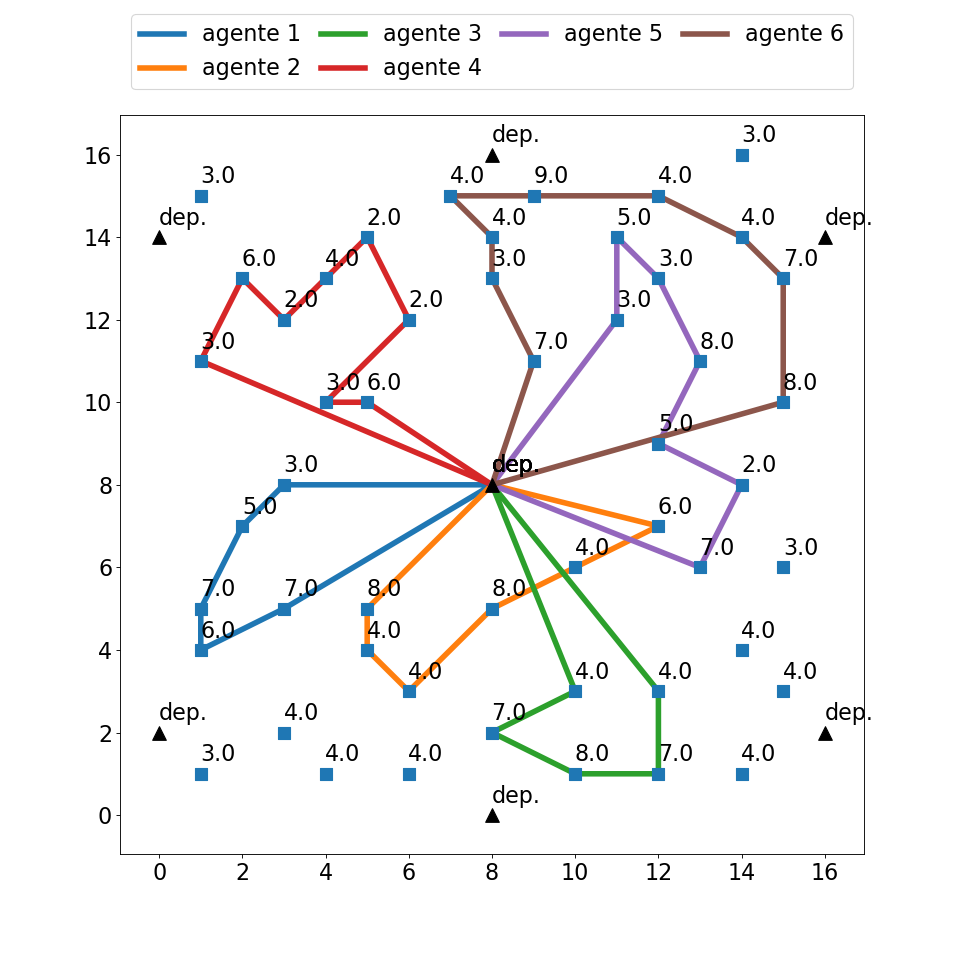 agente 1 agente 3 agente 5 agente 6
agente 2 agente 4
dep. 3.0
16
3.0 4.0 9.0 4.0
dep. 2.0 4.0 5.0 4.0 dep.
14
6.0 4.0 3.0 3.0 7.0
2.0 2.0 3.0
12
3.0 7.0 8.0
3.0 6.0 8.0
10
5.0
3.0 dep. 2.0
8
5.0 6.0
4.0 7.0 3.0
6
7.0 7.0 8.0 8.0
6.0 4.0 4.0
4
4.0 4.0 4.0 4.0
dep. 4.0 7.0 dep.
2
3.0 4.0 4.0 8.0 7.0 4.0
dep.
0
0 2 4 6 8 10 12 14 16